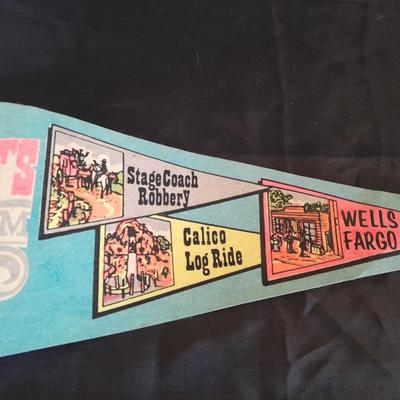 T'S
M
StageCoach
Robbery
Calico
Log Ride
WELLS
FARGO